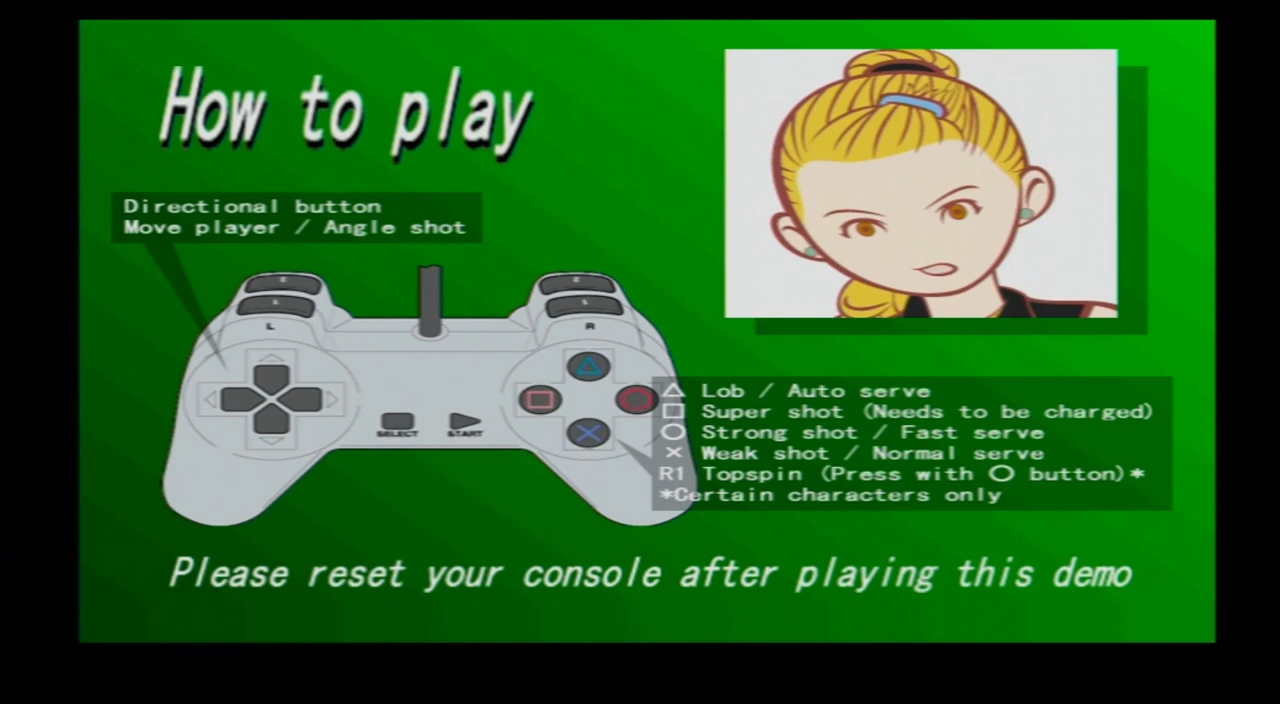 How to play
Directional button
Move player / Angle shot
L
R
SELECT
START
△ Lob / Auto serve
□ Super shot (Needs to be charged)
○ Strong shot / Fast serve
× Weak shot / Normal serve
R1 Topspin (Press with ○ button)*
*Certain characters only
Please reset your console after playing this demo